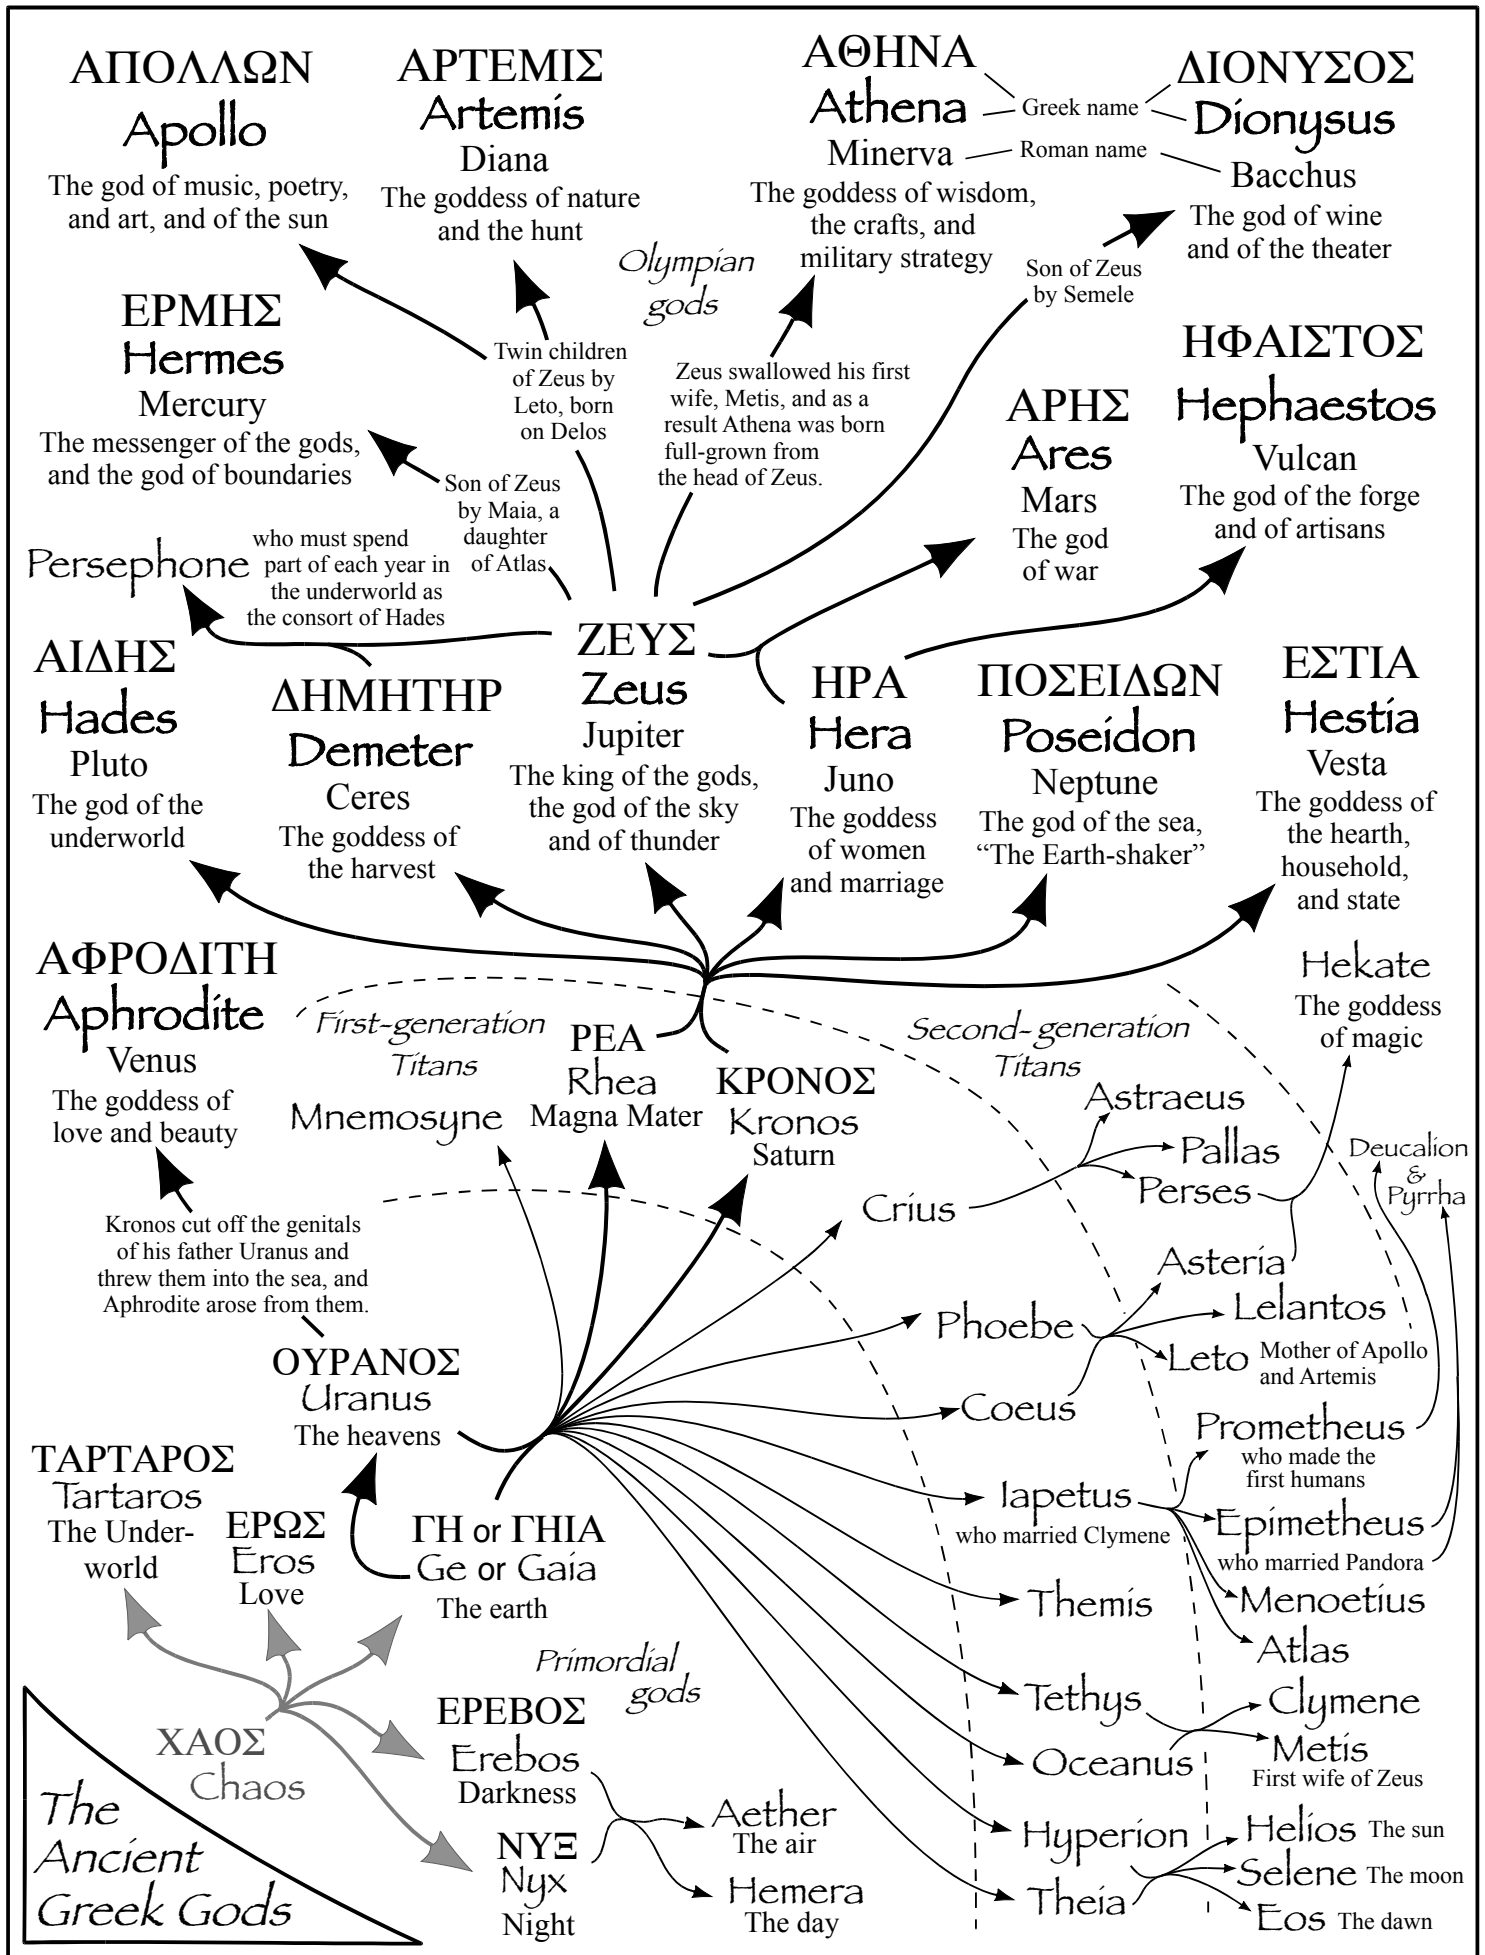 ΑΠΟΛΛΩΝ
Apollo
The god of music, poetry,
and art, and of the sun
ΑΡΤΕΜΙΣ
Artemis
Diana
The goddess of nature
and the hunt
ΑΘΗΝΑ
Athena
Minerva
The goddess of wisdom,
the crafts, and
military strategy
Greek name
Roman name
ΔΙΟΝΥΣΟΣ
Dionysus
Bacchus
The god of wine
and of the theater
Olympian
gods
Son of Zeus
by Semele
ΕΡΜΗΣ
Hermes
Mercury
The messenger of the gods,
and the god of boundaries
Twin children
of Zeus by
Leto, born
on Delos
Zeus swallowed his first
wife, Metis, and as a
result Athena was born
full-grown from
the head of Zeus.
ΑΡΗΣ
Ares
Mars
The god
of war
ΗΦΑΙΣΤΟΣ
Hephaestos
Vulcan
The god of the forge
and of artisans
Son of Zeus
by Maia, a
daughter
of Atlas
Persephone
who must spend
part of each year in
the underworld as
the consort of Hades
ΑΙΔΗΣ
Hades
Pluto
The god of the
underworld
ΔΗΜΗΤΗΡ
Demeter
Ceres
The goddess of
the harvest
ΖΕΥΣ
Zeus
Jupiter
The king of the gods,
the god of the sky
and of thunder
ΗΡΑ
Hera
Juno
The goddess
of women
and marriage
ΠΟΣΕΙΔΩΝ
Poseidon
Neptune
The god of the sea,
“The Earth-shaker”
ΕΣΤΙΑ
Hestia
Vesta
The goddess of
the hearth,
household,
and state
ΑΦΡΟΔΙΤΗ
Aphrodite
Venus
The goddess of
love and beauty
First-generation
Titans
Mnemosyne
ΡΕΑ
Rhea
Magna Mater
ΚΡΟΝΟΣ
Kronos
Saturn
Second-generation
Titans
Hekate
The goddess
of magic
Astraeus
Pallas
Perses
Crius
Deucalion
&
Pyrrha
Kronos cut off the genitals
of his father Uranus and
threw them into the sea, and
Aphrodite arose from them.
Asteria
Phoebe
Lelantos
Leto
Mother of Apollo
and Artemis
Coeus
ΟΥΡΑΝΟΣ
Uranus
The heavens
Prometheus
who made the
first humans
Iapetus
who married Clymene
Epimetheus
who married Pandora
Menoetius
Atlas
ΤΑΡΤΑΡΟΣ
Tartaros
The Under-
world
ΕΡΩΣ
Eros
Love
ΓΗ or ΓΗΙΑ
Ge or Gaia
The earth
Themis
Primordial
gods
Tethys
Clymene
Oceanus
Metis
First wife of Zeus
ΧΑΟΣ
Chaos
ΕΡΕΒΟΣ
Erebos
Darkness
Aether
The air
ΝΥΞ
Nyx
Night
Hemera
The day
Hyperion
Helios The sun
Selene The moon
Theia
Eos The dawn
The
Ancient
Greek Gods